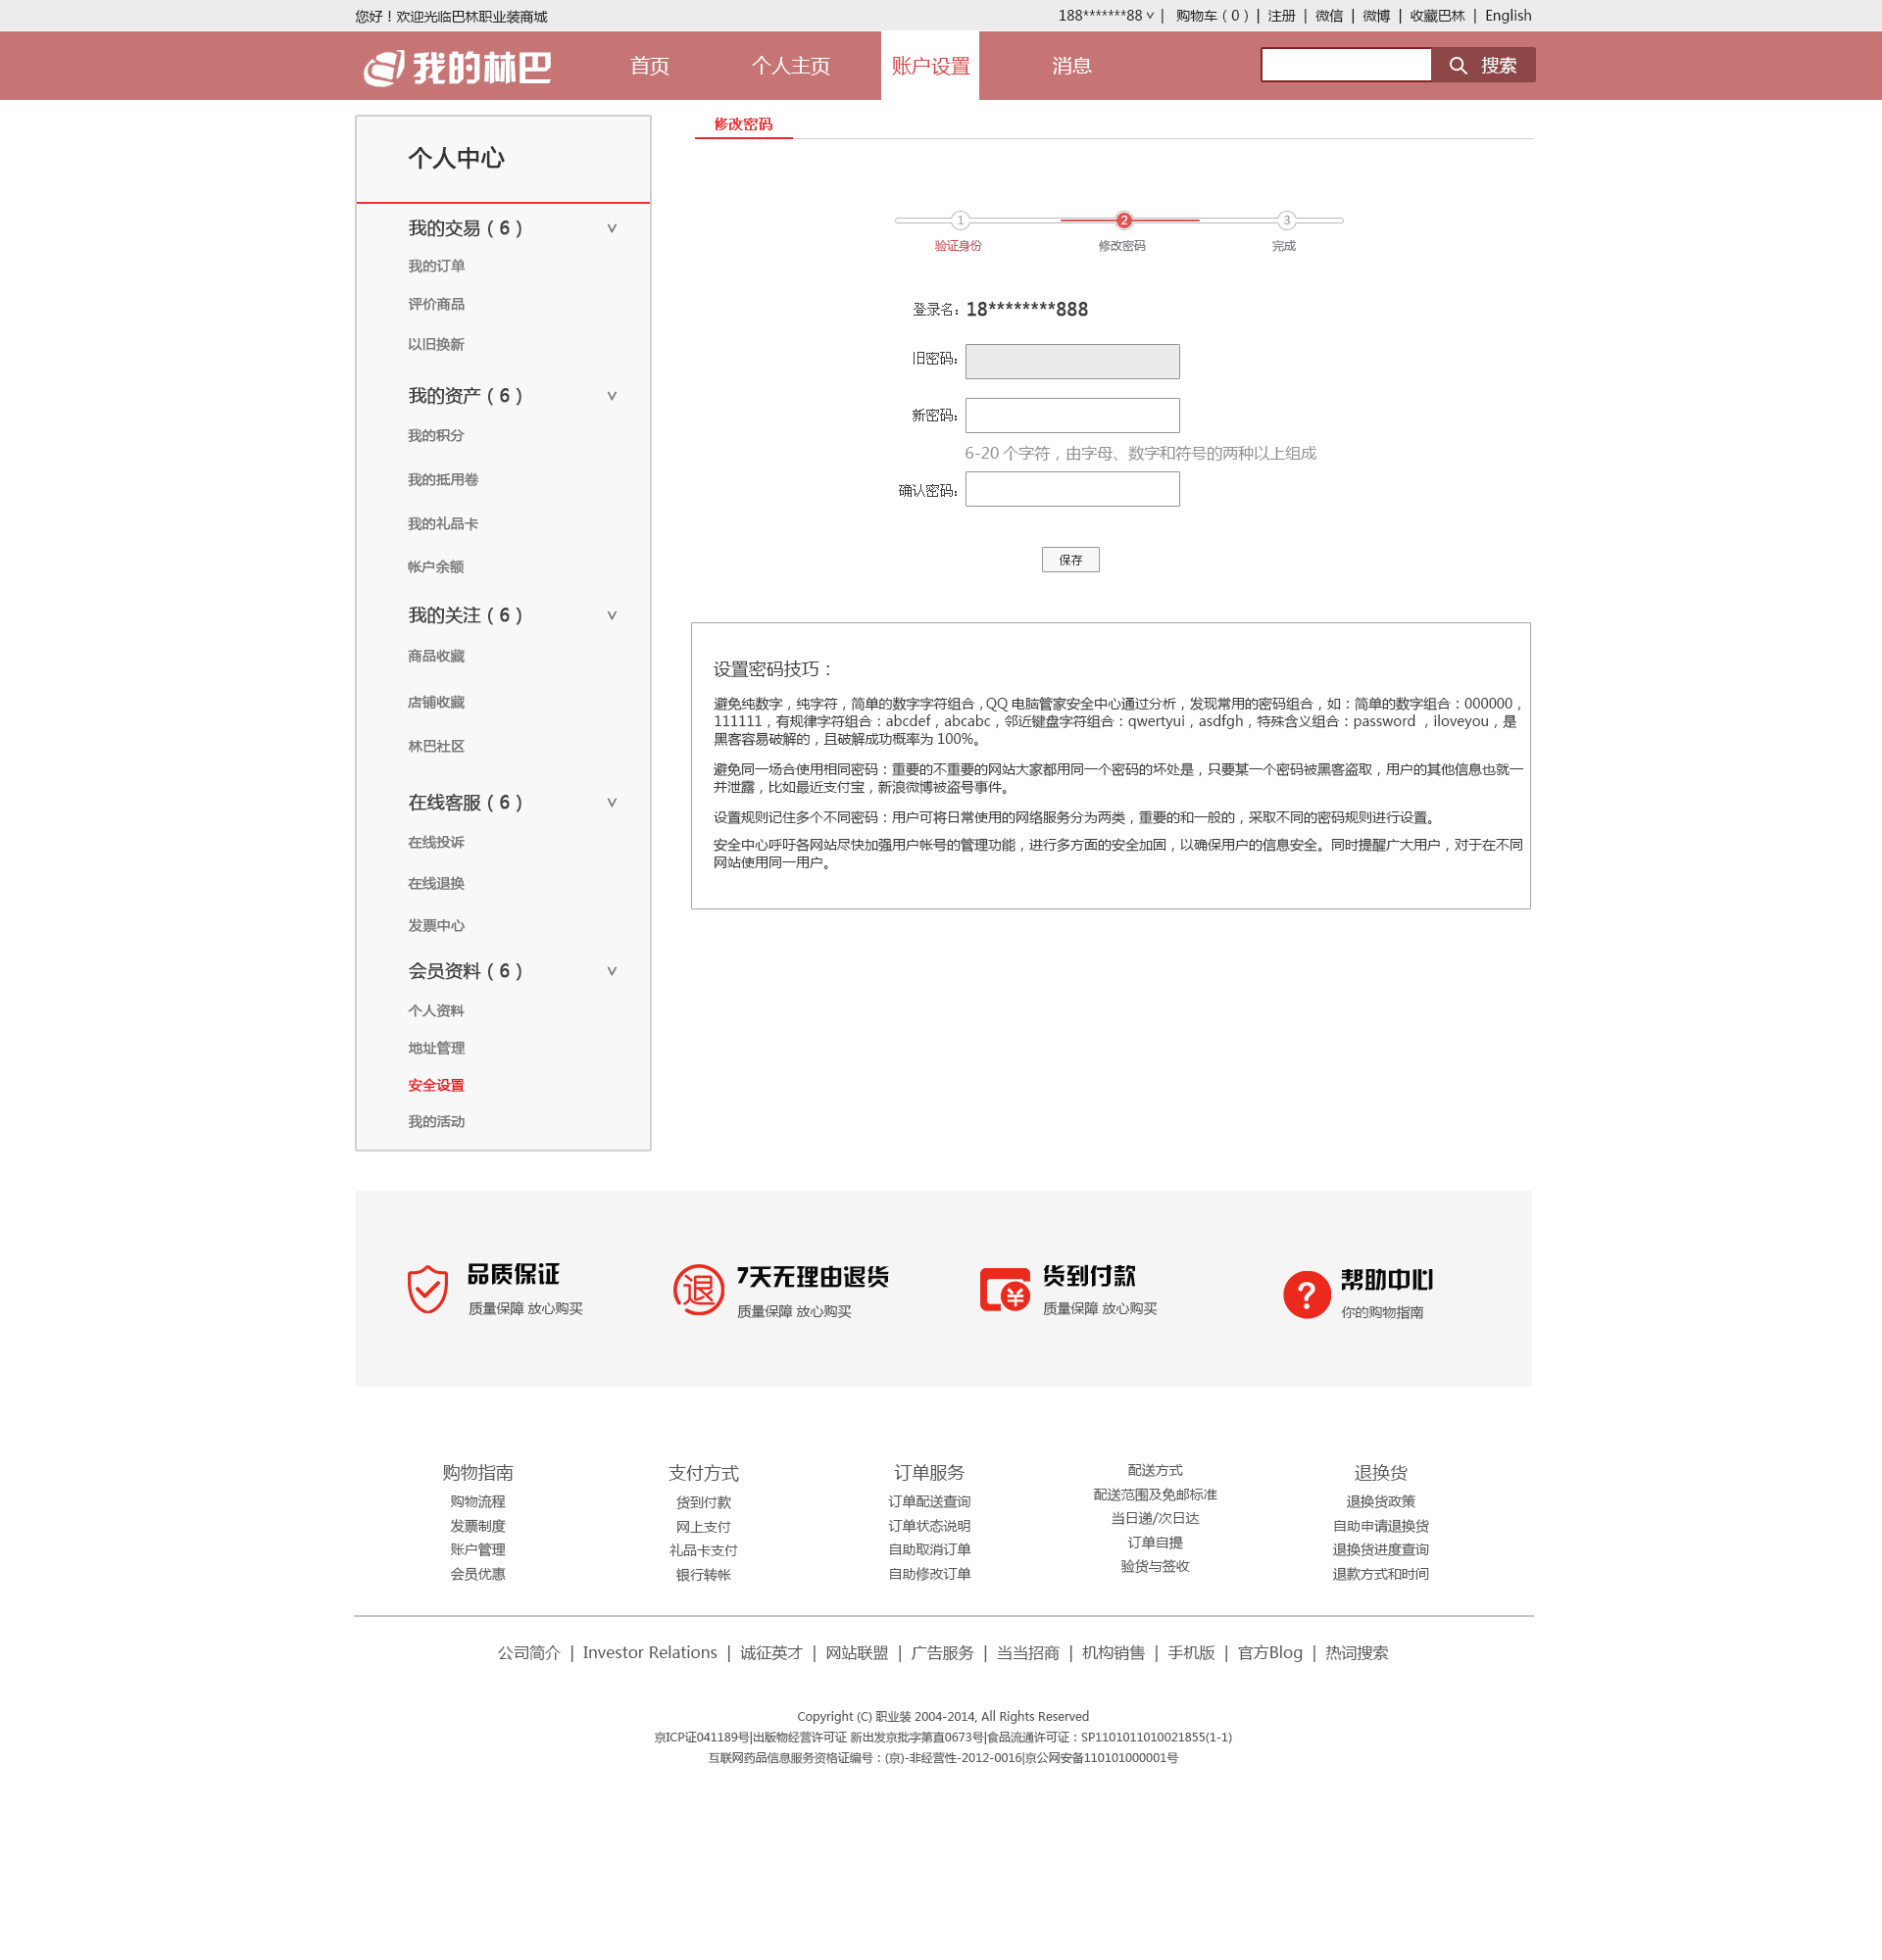 您好！欢迎光临巴林职业装商城
188*******88 ∨ | 购物车（0）| 注册 | 微信 | 微博 | 收藏巴林 | English
我的林巴
首页 个人主页 账户设置 消息
搜索
个人中心
我的交易（6）
我的订单
评价商品
以旧换新
我的资产（6）
我的积分
我的抵用卷
我的礼品卡
帐户余额
我的关注（6）
商品收藏
店铺收藏
林巴社区
在线客服（6）
在线投诉
在线退换
发票中心
会员资料（6）
个人资料
地址管理
安全设置
我的活动
修改密码
1 2 3
验证身份 修改密码 完成
登录名：18********888
旧密码：
新密码：
6-20 个字符，由字母、数字和符号的两种以上组成
确认密码：
保存
设置密码技巧：
避免纯数字，纯字符，简单的数字字符组合，QQ 电脑管家安全中心通过分析，发现常用的密码组合，如：简单的数字组合：000000，
111111，有规律字符组合：abcdef，abcabc，邻近键盘字符组合：qwertyui，asdfgh，特殊含义组合：password ，iloveyou，是
黑客容易破解的，且破解成功概率为 100%。
避免同一场合使用相同密码：重要的不重要的网站大家都用同一个密码的坏处是，只要某一个密码被黑客盗取，用户的其他信息也就一
并泄露，比如最近支付宝，新浪微博被盗号事件。
设置规则记住多个不同密码：用户可将日常使用的网络服务分为两类，重要的和一般的，采取不同的密码规则进行设置。
安全中心呼吁各网站尽快加强用户帐号的管理功能，进行多方面的安全加固，以确保用户的信息安全。同时提醒广大用户，对于在不同
网站使用同一用户。
品质保证
质量保障 放心购买
退
7天无理由退货
质量保障 放心购买
¥
货到付款
质量保障 放心购买
?
帮助中心
你的购物指南
购物指南
购物流程
发票制度
账户管理
会员优惠
支付方式
货到付款
网上支付
礼品卡支付
银行转帐
订单服务
订单配送查询
订单状态说明
自助取消订单
自助修改订单
配送方式
配送范围及免邮标准
当日递/次日达
订单自提
验货与签收
退换货
退换货政策
自助申请退换货
退换货进度查询
退款方式和时间
公司简介 | Investor Relations | 诚征英才 | 网站联盟 | 广告服务 | 当当招商 | 机构销售 | 手机版 | 官方Blog | 热词搜索
Copyright (C) 职业装 2004-2014, All Rights Reserved
京ICP证041189号|出版物经营许可证 新出发京批字第直0673号|食品流通许可证：SP1101011010021855(1-1)
互联网药品信息服务资格证编号：(京)-非经营性-2012-0016|京公网安备110101000001号